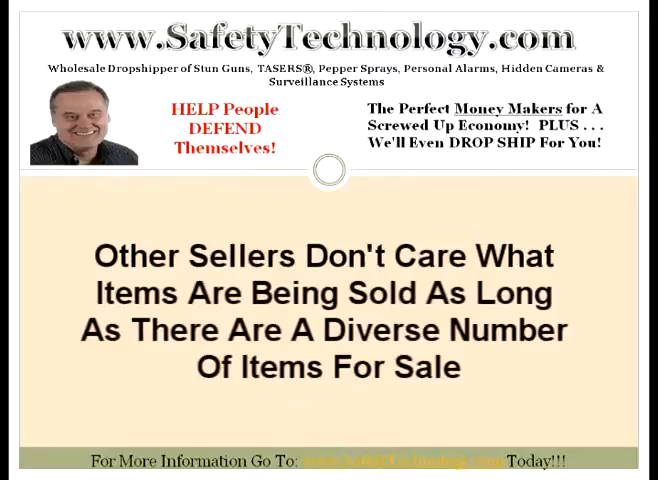 www.SafetyTechnology.com
Wholesale Dropshipper of Stun Guns, TASERS®, Pepper Sprays, Personal Alarms, Hidden Cameras &
Surveillance Systems
HELP People
DEFEND
Themselves!
The Perfect Money Makers for A
Screwed Up Economy! PLUS . . .
We'll Even DROP SHIP For You!
Other Sellers Don't Care What
Items Are Being Sold As Long
As There Are A Diverse Number
Of Items For Sale
For More Information Go To: www.SafetyTechnology.com Today!!!